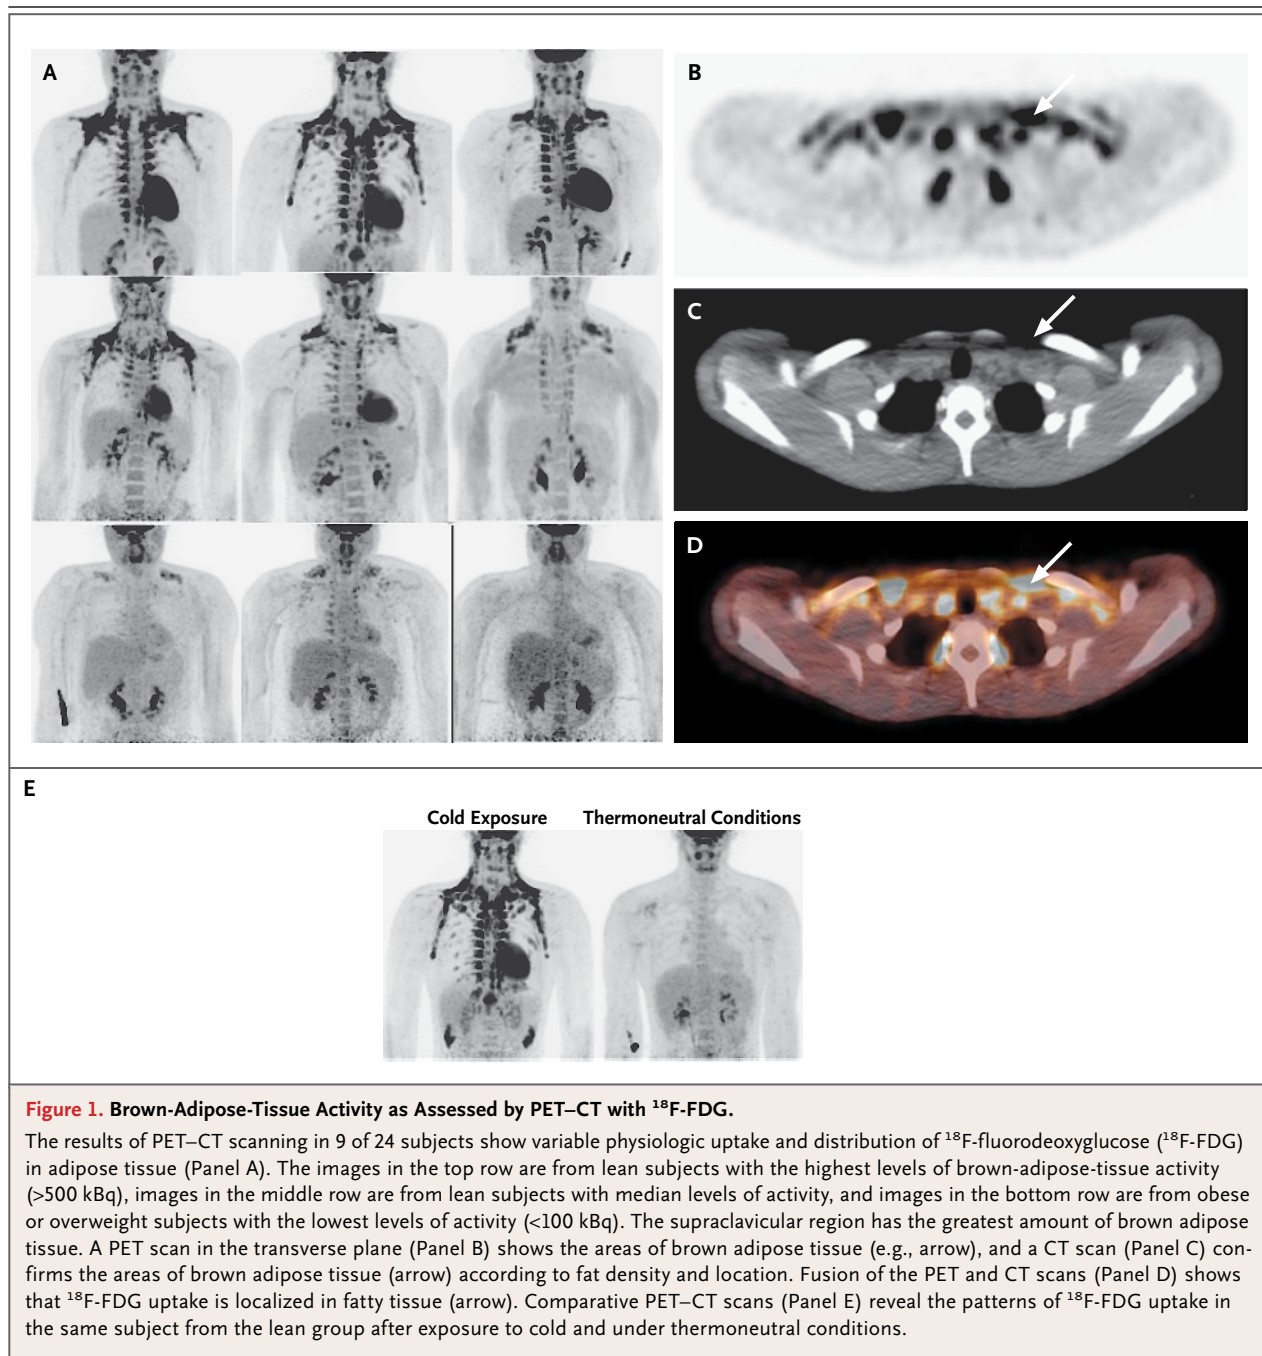 A
B
C
D
E
Cold Exposure Thermoneutral Conditions
Figure 1. Brown-Adipose-Tissue Activity as Assessed by PET–CT with ¹⁸F-FDG.
The results of PET–CT scanning in 9 of 24 subjects show variable physiologic uptake and distribution of ¹⁸F-fluorodeoxyglucose (¹⁸F-FDG)
in adipose tissue (Panel A). The images in the top row are from lean subjects with the highest levels of brown-adipose-tissue activity
(>500 kBq), images in the middle row are from lean subjects with median levels of activity, and images in the bottom row are from obese
or overweight subjects with the lowest levels of activity (<100 kBq). The supraclavicular region has the greatest amount of brown adipose
tissue. A PET scan in the transverse plane (Panel B) shows the areas of brown adipose tissue (e.g., arrow), and a CT scan (Panel C) con-
firms the areas of brown adipose tissue (arrow) according to fat density and location. Fusion of the PET and CT scans (Panel D) shows
that ¹⁸F-FDG uptake is localized in fatty tissue (arrow). Comparative PET–CT scans (Panel E) reveal the patterns of ¹⁸F-FDG uptake in
the same subject from the lean group after exposure to cold and under thermoneutral conditions.